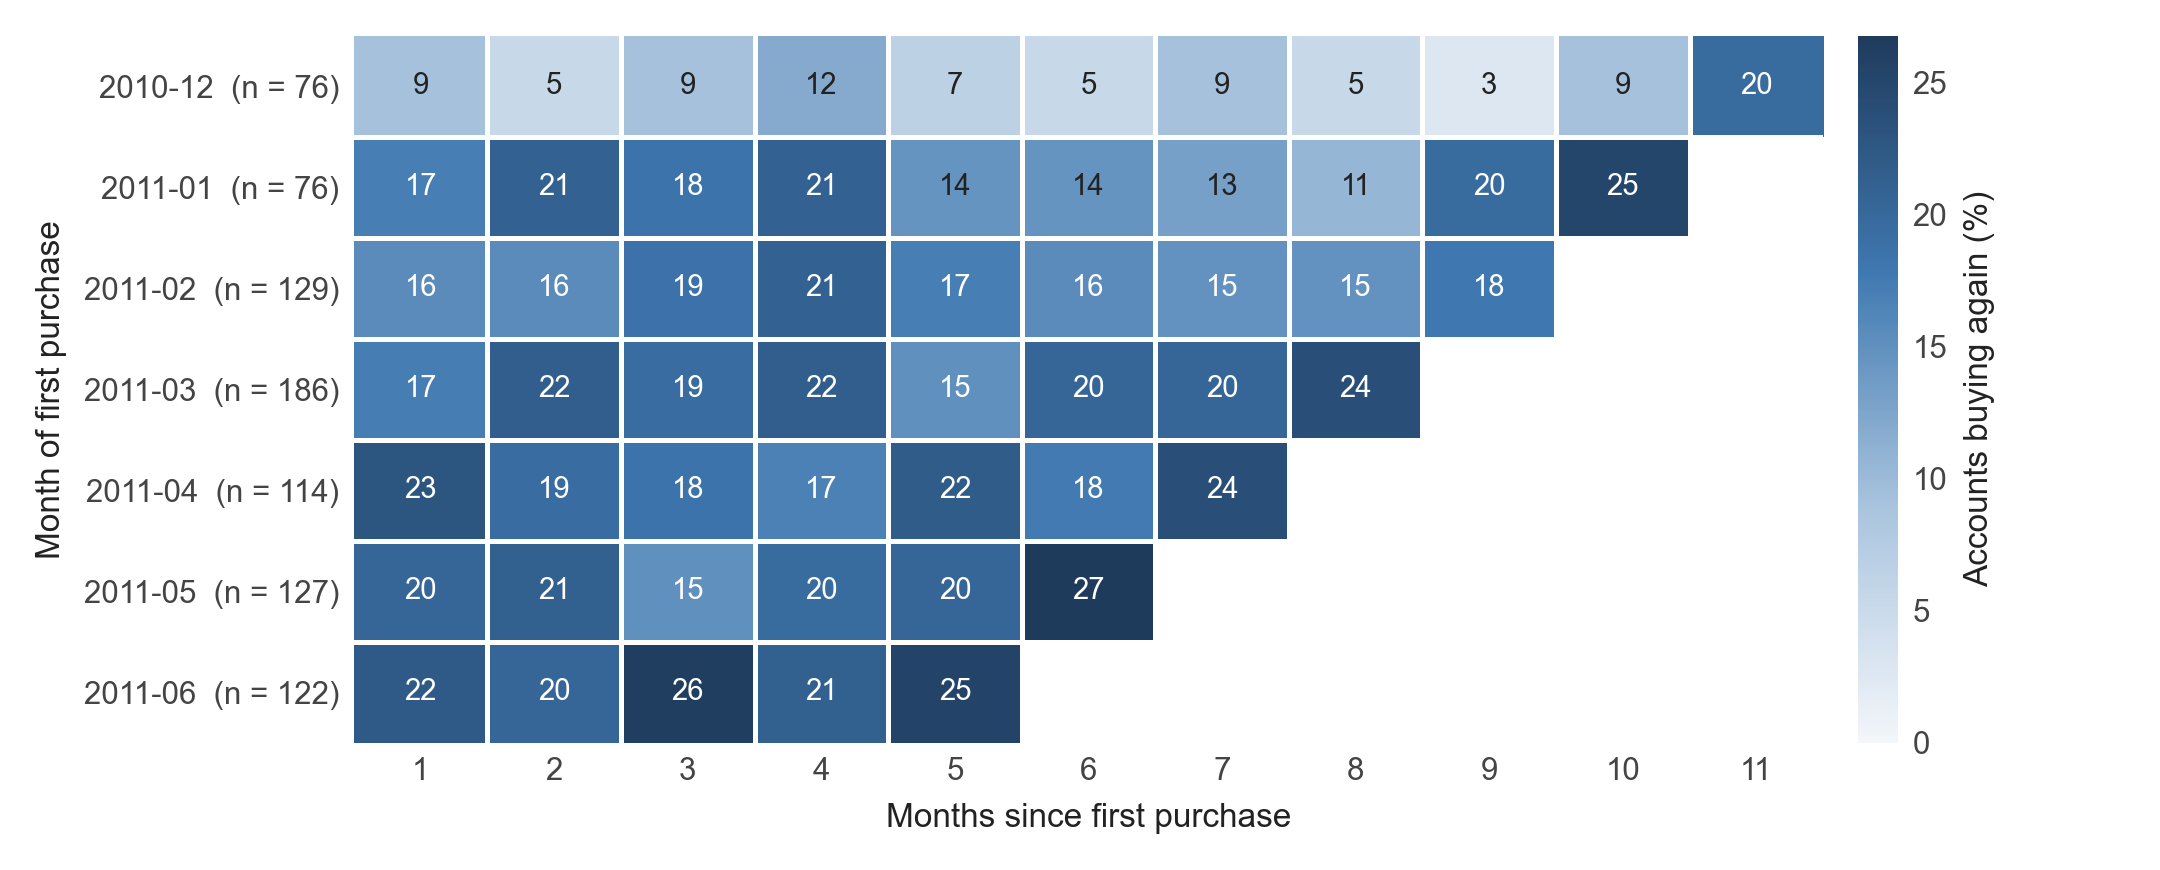 2010-12 (n = 76) 9 5 9 12 7 5 9 5 3 9 20
2011-01 (n = 76) 17 21 18 21 14 14 13 11 20 25
2011-02 (n = 129) 16 16 19 21 17 16 15 15 18
2011-03 (n = 186) 17 22 19 22 15 20 20 24
2011-04 (n = 114) 23 19 18 17 22 18 24
2011-05 (n = 127) 20 21 15 20 20 27
2011-06 (n = 122) 22 20 26 21 25
1 2 3 4 5 6 7 8 9 10 11
Months since first purchase
Month of first purchase
25
20
15
10
5
0
Accounts buying again (%)